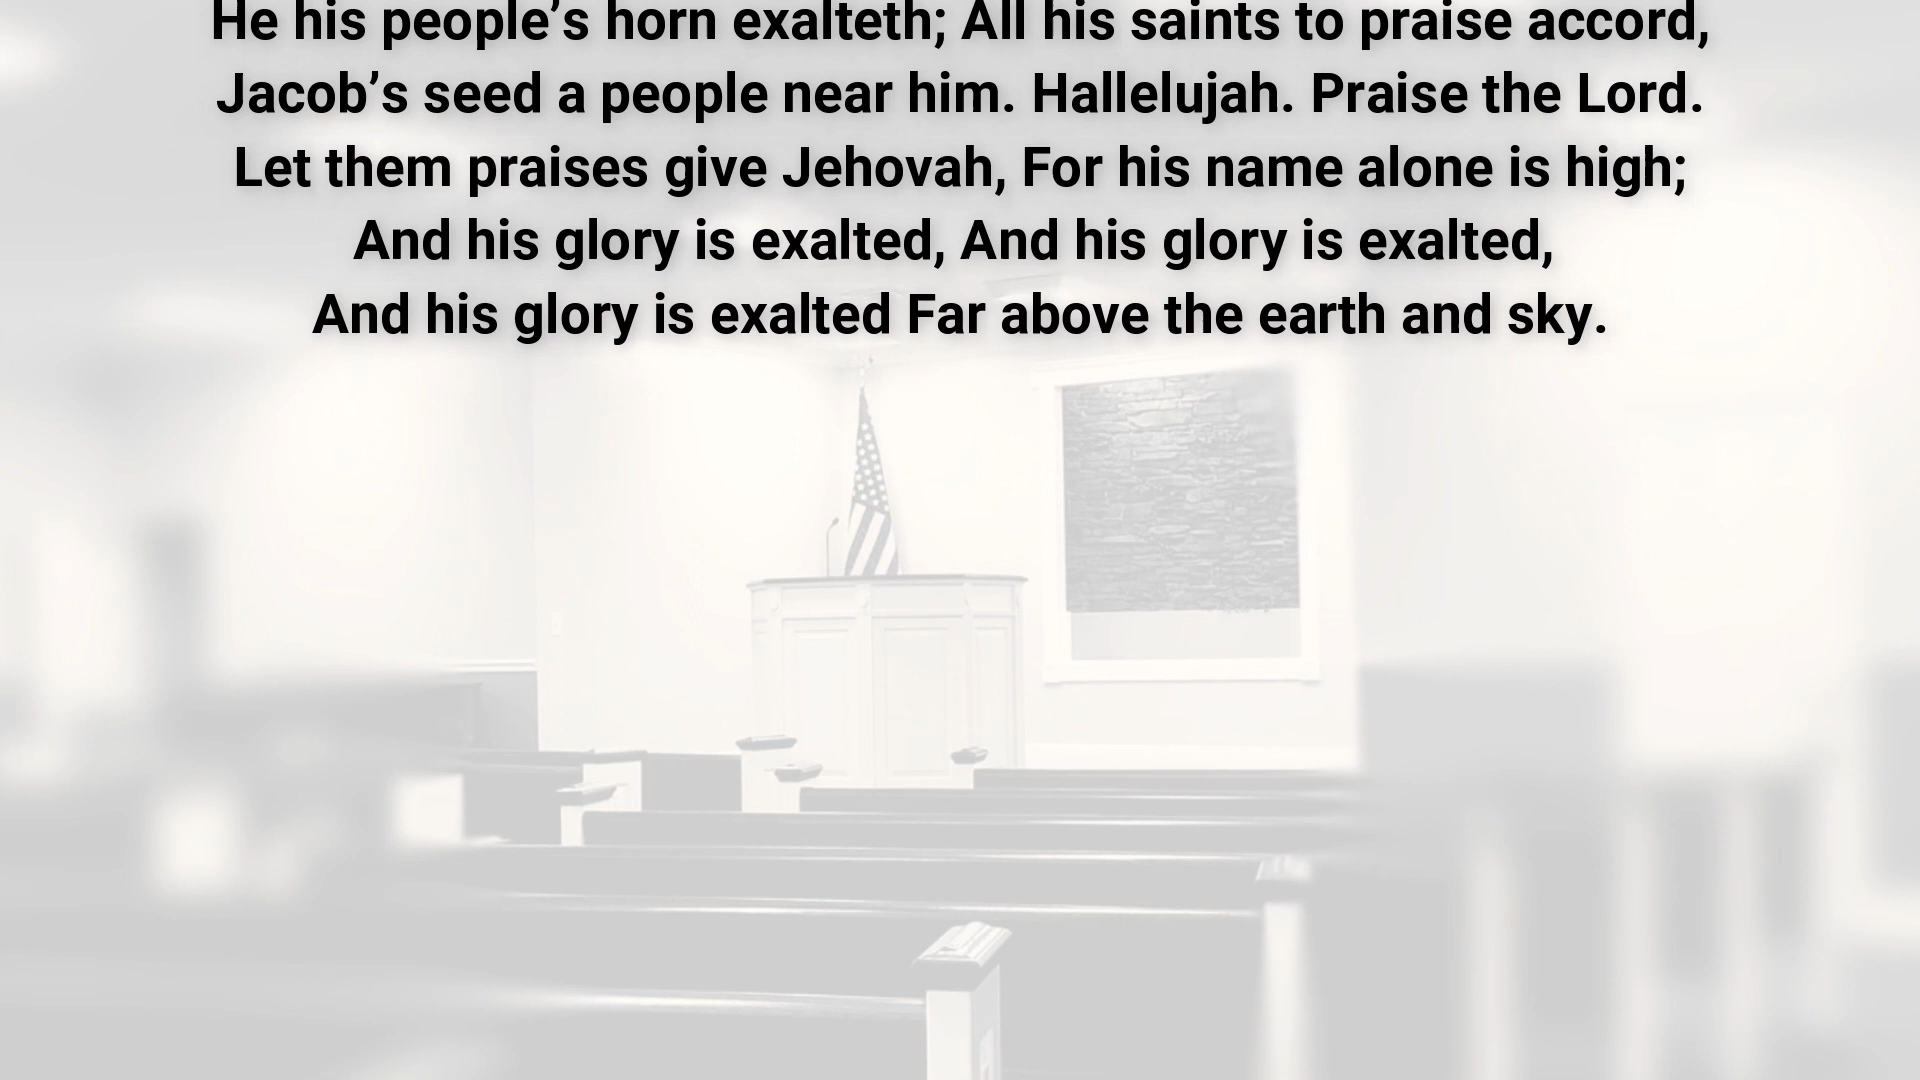 He his people’s horn exalteth; All his saints to praise accord,
Jacob’s seed a people near him. Hallelujah. Praise the Lord.
Let them praises give Jehovah, For his name alone is high;
And his glory is exalted, And his glory is exalted,
And his glory is exalted Far above the earth and sky.